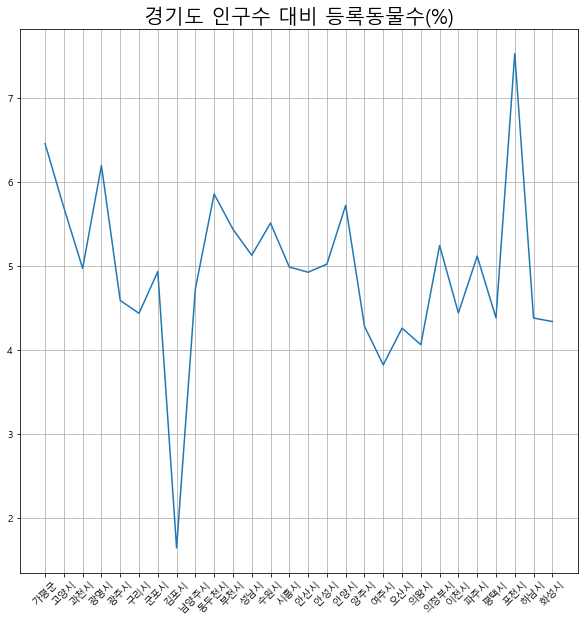 경기도 인구수 대비 등록동물수(%)
7
6
5
4
3
2
가평군
고양시
과천시
광명시
광주시
구리시
군포시
김포시
남양주시
동두천시
부천시
성남시
수원시
시흥시
안산시
안성시
안양시
양주시
여주시
오산시
의왕시
의정부시
이천시
파주시
평택시
포천시
하남시
화성시